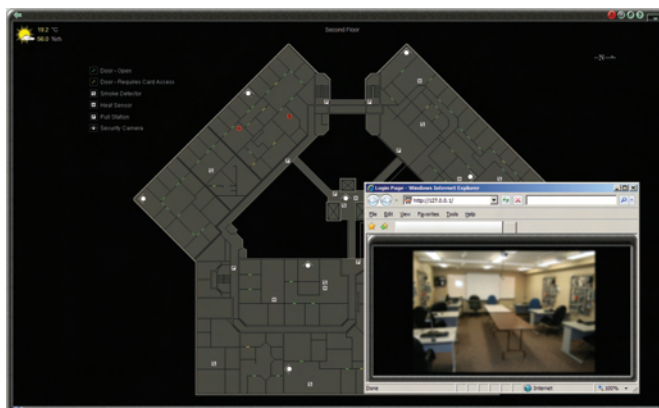 19.2 °C
50.0 %rh
Second Floor
Door - Open
Door - Requires Card Access
Smoke Detector
Heat Sensor
Pull Station
Security Camera
Login Page - Windows Internet Explorer
http://127.0.0.1/
File Edit View Favorites Tools Help
Done
Internet
100%